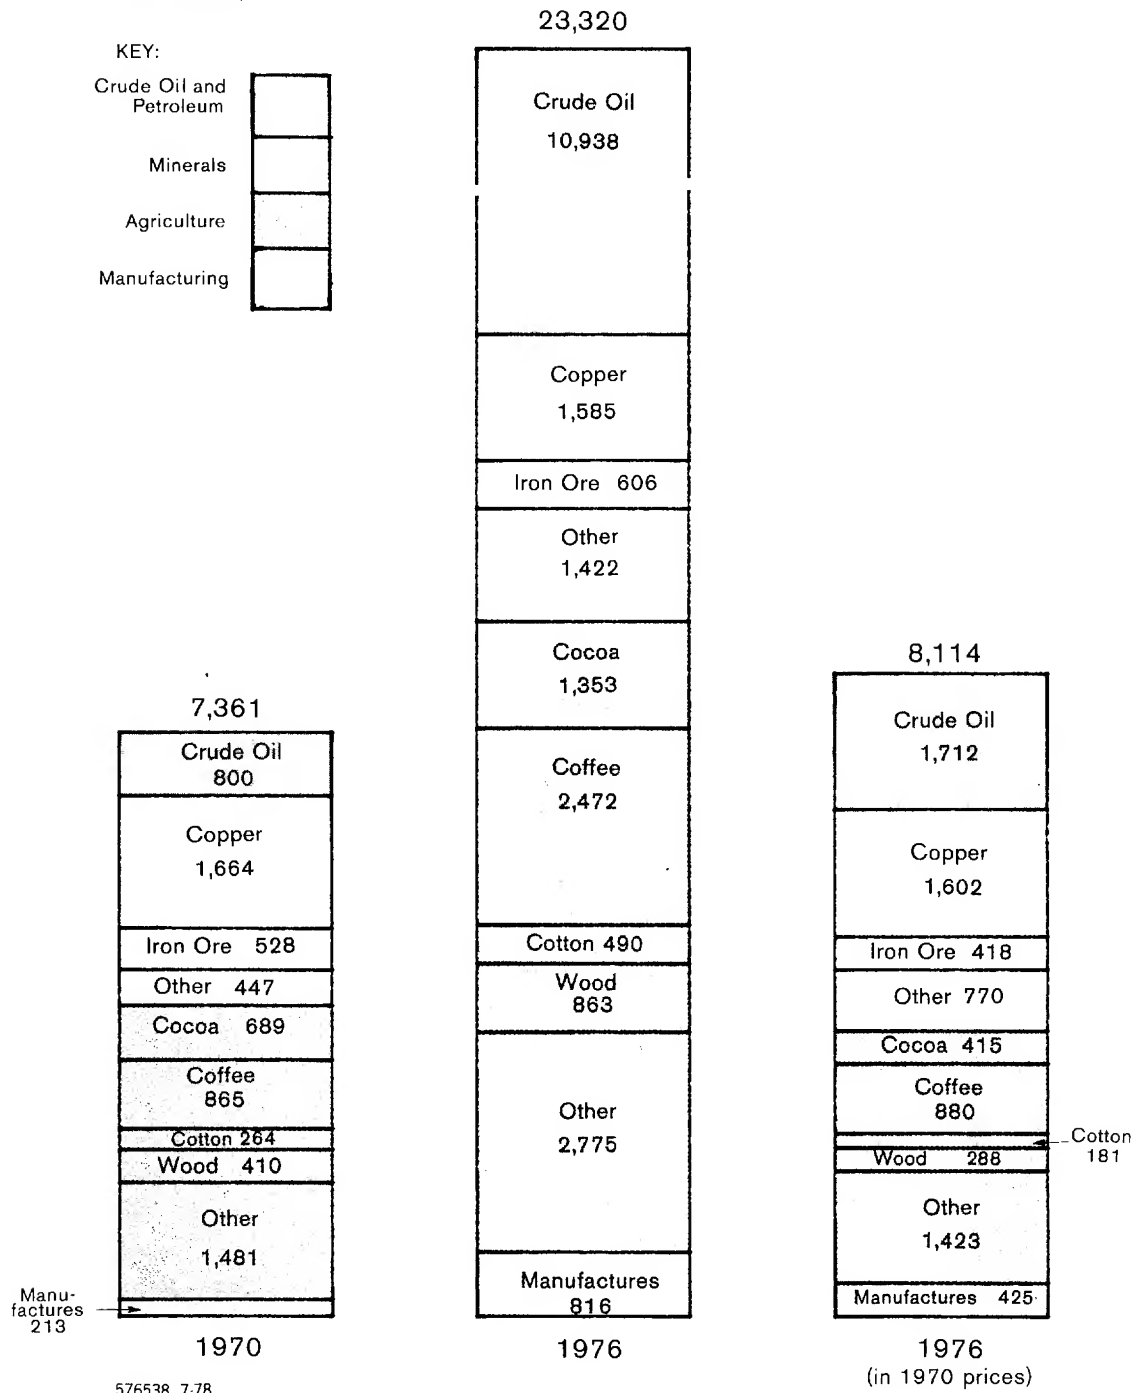 KEY:
Crude Oil and
Petroleum
Minerals
Agriculture
Manufacturing
7,361
Crude Oil
800
Copper
1,664
Iron Ore 528
Other 447
Cocoa 689
Coffee
865
Cotton 264
Wood 410
Other
1,481
Manu-
factures
213
1970
23,320
Crude Oil
10,938
Copper
1,585
Iron Ore 606
Other
1,422
Cocoa
1,353
Coffee
2,472
Cotton 490
Wood
863
Other
2,775
Manufactures
816
1976
8,114
Crude Oil
1,712
Copper
1,602
Iron Ore 418
Other 770
Cocoa 415
Coffee
880
Cotton
181
Wood 288
Other
1,423
Manufactures 425
1976
(in 1970 prices)
576538 7-78